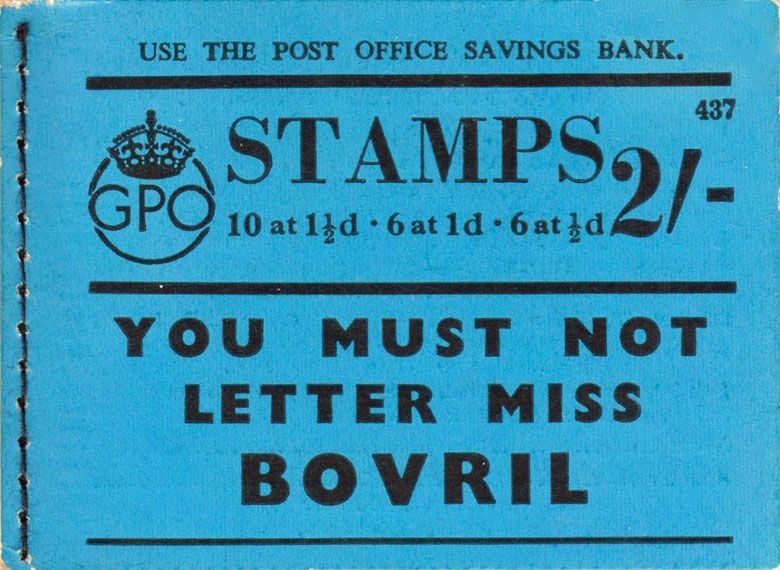 USE THE POST OFFICE SAVINGS BANK.
437
STAMPS 2/-
GPO
10 at 1½d · 6 at 1d · 6 at ½d
YOU MUST NOT
LETTER MISS
BOVRIL